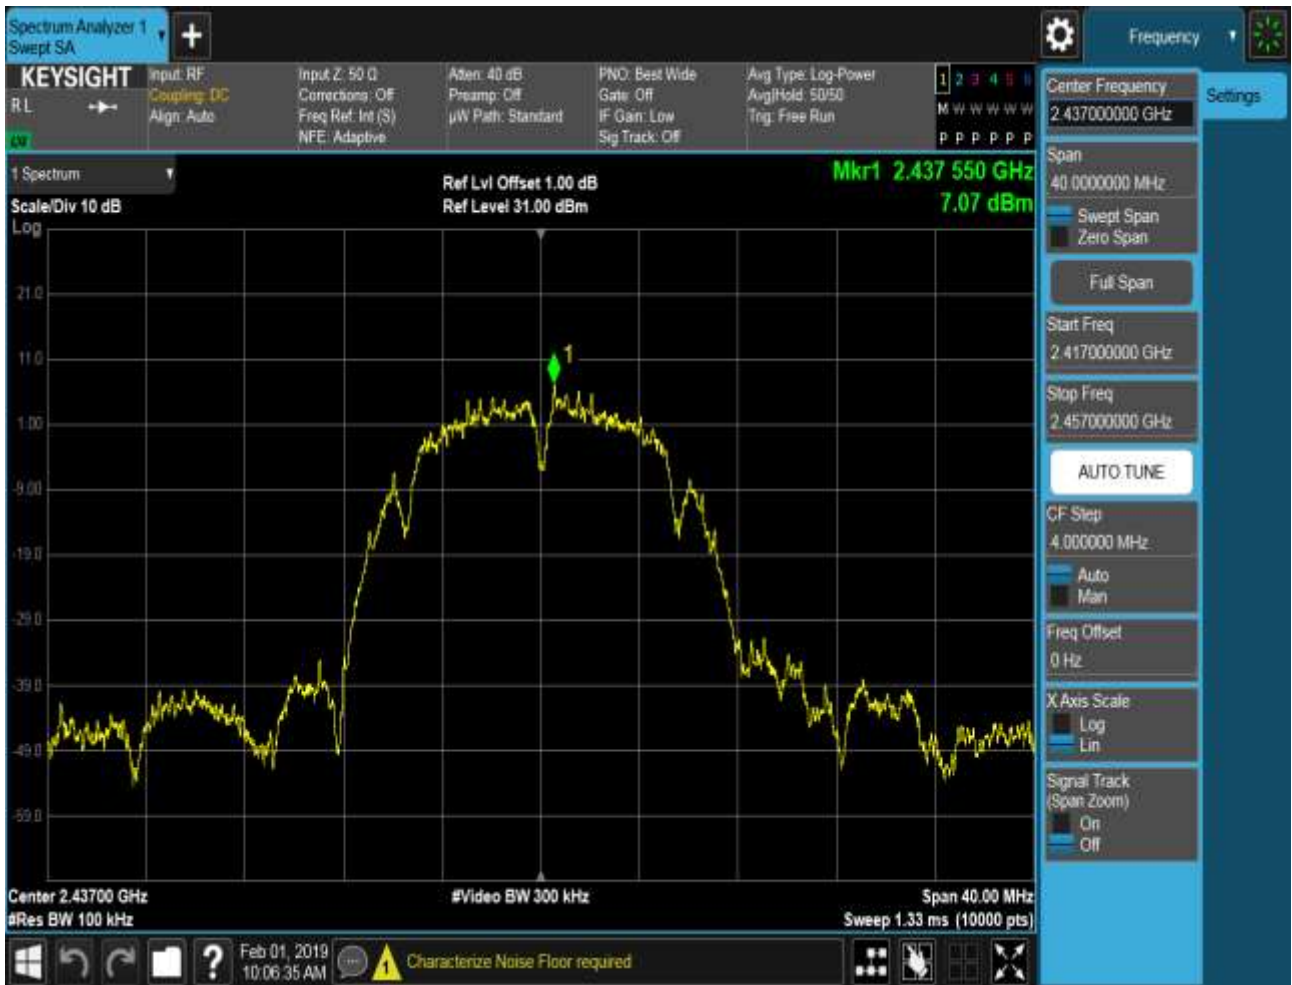 Spectrum Analyzer 1
Swept SA
+
Frequency
KEYSIGHT
R L
Input: RF
Coupling: DC
Align: Auto
Input Z: 50 Ω
Corrections: Off
Freq Ref: Int (S)
NFE: Adaptive
Atten: 40 dB
Preamp: Off
µW Path: Standard
PNO: Best Wide
Gate: Off
IF Gain: Low
Sig Track: Off
Avg Type: Log-Power
Avg|Hold: 50/50
Trig: Free Run
1 2 3 4 5 6
M W W W W W
P P P P P P
1 Spectrum
Scale/Div 10 dB
Log
Ref Lvl Offset 1.00 dB
Ref Level 31.00 dBm
Mkr1 2.437 550 GHz
7.07 dBm
21.0
11.0
1.00
-9.00
-19.0
-29.0
-39.0
-49.0
-59.0
1
Center 2.43700 GHz
#Res BW 100 kHz
#Video BW 300 kHz
Span 40.00 MHz
Sweep 1.33 ms (10000 pts)
Center Frequency
2.437000000 GHz
Settings
Span
40.0000000 MHz
Swept Span
Zero Span
Full Span
Start Freq
2.417000000 GHz
Stop Freq
2.457000000 GHz
AUTO TUNE
CF Step
4.000000 MHz
Auto
Man
Freq Offset
0 Hz
X Axis Scale
Log
Lin
Signal Track
(Span Zoom)
On
Off
?
Feb 01, 2019
10:06:35 AM
1
Characterize Noise Floor required